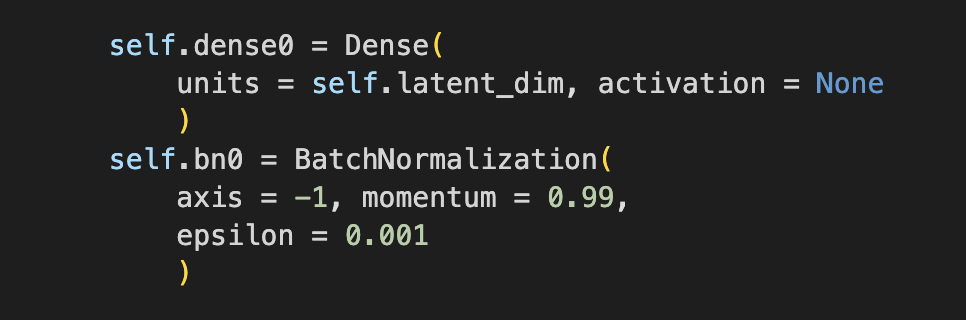 self.dense0 = Dense(
    units = self.latent_dim, activation = None
    )
self.bn0 = BatchNormalization(
    axis = -1, momentum = 0.99,
    epsilon = 0.001
    )